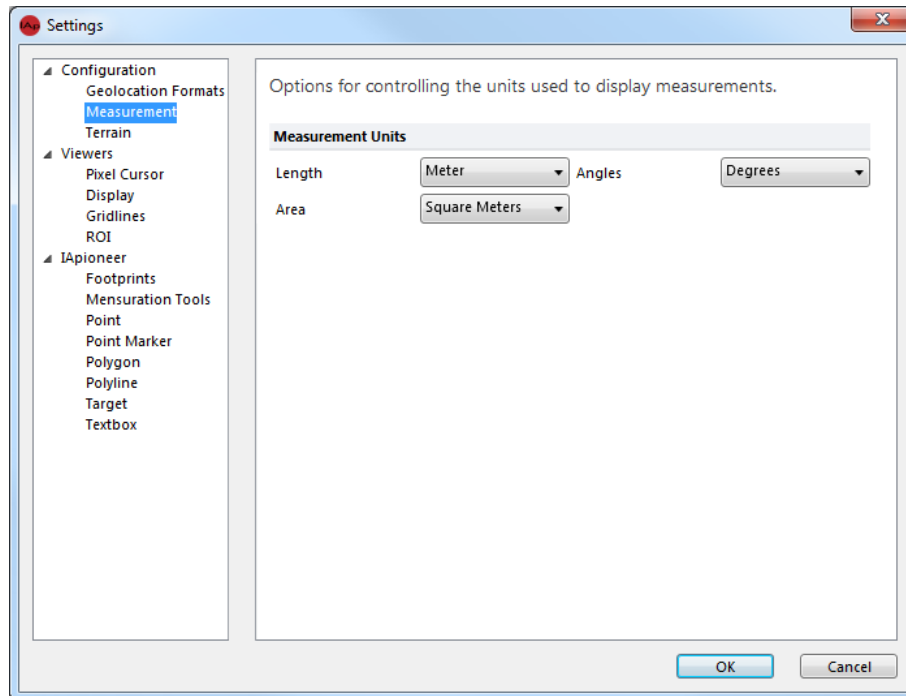 IAp Settings
Configuration
Geolocation Formats
Measurement
Terrain
Viewers
Pixel Cursor
Display
Gridlines
ROI
IApioneer
Footprints
Mensuration Tools
Point
Point Marker
Polygon
Polyline
Target
Textbox
Options for controlling the units used to display measurements.
Measurement Units
Length Meter Angles Degrees
Area Square Meters
OK Cancel